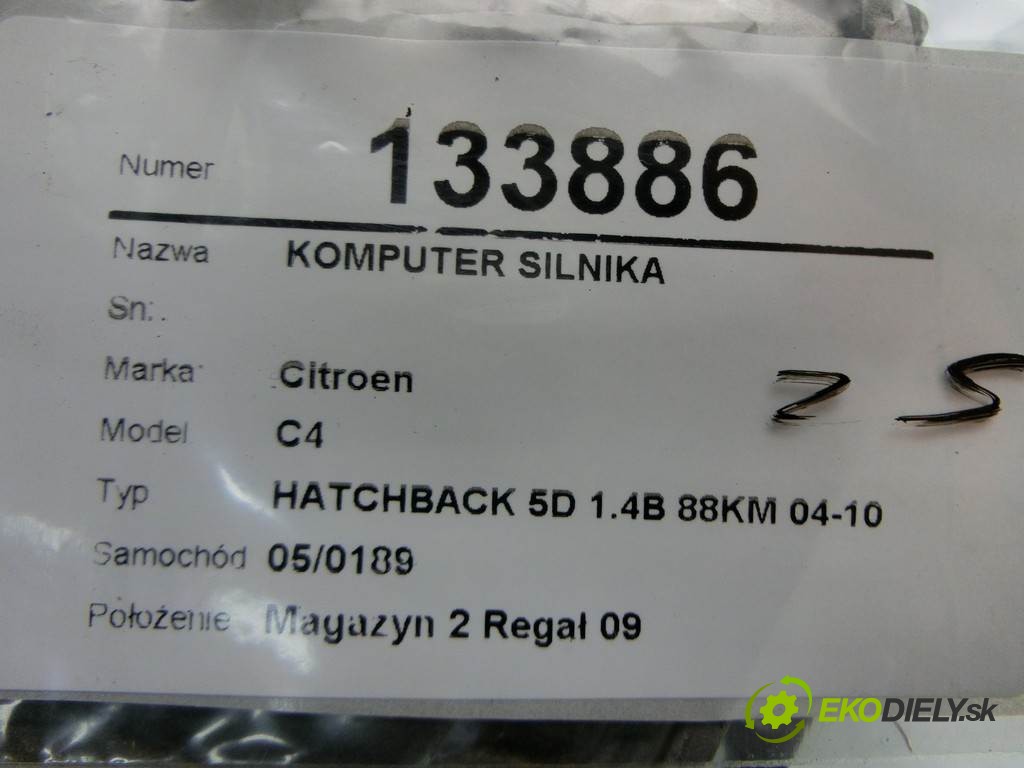 Numer 133886
Nazwa KOMPUTER SILNIKA
Sn: .
Marka Citroen
Model C4
Typ HATCHBACK 5D 1.4B 88KM 04-10
Samochód 05/0189
Położenie Magazyn 2 Regał 09
EKODIELY.sk